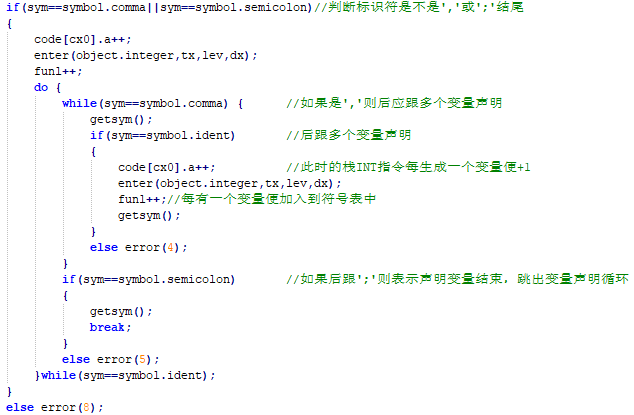 if(sym==symbol.comma||sym==symbol.semicolon)//判断标识符是不是','或';'结尾
{
    code[cx0].a++;
    enter(object.integer,tx,lev,dx);
    funl++;
    do {
        while(sym==symbol.comma) {      //如果是','则后应跟多个变量声明
            getsym();
            if(sym==symbol.ident)       //后跟多个变量声明
            {
                code[cx0].a++;          //此时的栈INT指令每生成一个变量便+1
                enter(object.integer,tx,lev,dx);
                funl++;//每有一个变量便加入到符号表中
                getsym();
            }
            else error(4);
        }
        if(sym==symbol.semicolon)       //如果后跟';'则表示声明变量结束，跳出变量声明循环
        {
            getsym();
            break;
        }
        else error(5);
    }while(sym==symbol.ident);
}
else error(8);